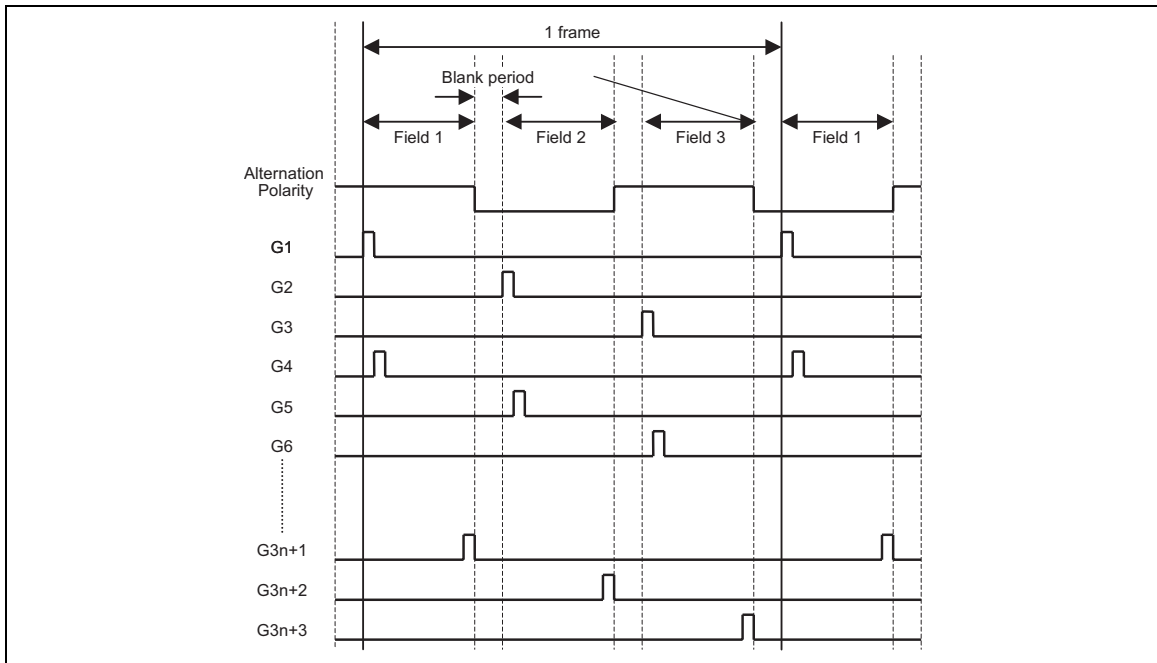 1 frame
Blank period
Field 1
Field 2
Field 3
Field 1
Alternation
Polarity
G1
G2
G3
G4
G5
G6
G3n+1
G3n+2
G3n+3